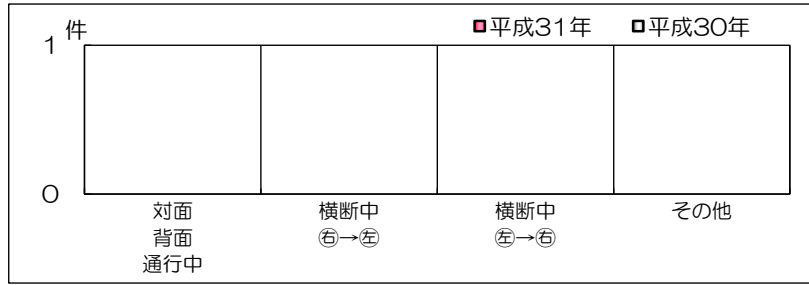 件 ■平成31年 ■平成30年
1
0
対面 横断中 横断中 その他
背面 ㊨→㊧ ㊧→㊨
通行中